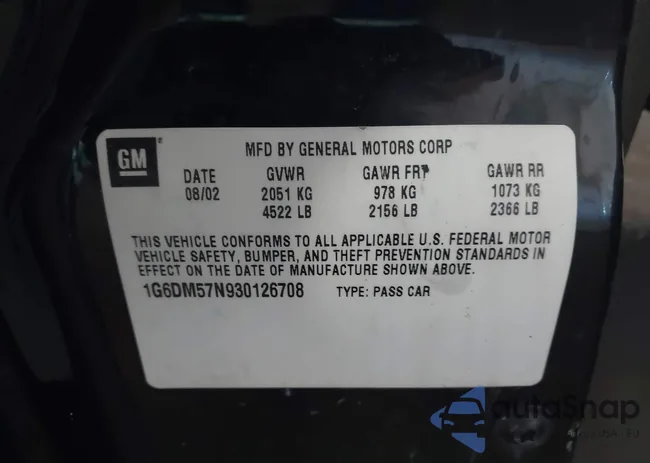 GM
MFD BY GENERAL MOTORS CORP
DATE GVWR GAWR FRT GAWR RR
08/02 2051 KG 978 KG 1073 KG
4522 LB 2156 LB 2366 LB
THIS VEHICLE CONFORMS TO ALL APPLICABLE U.S. FEDERAL MOTOR
VEHICLE SAFETY, BUMPER, AND THEFT PREVENTION STANDARDS IN
EFFECT ON THE DATE OF MANUFACTURE SHOWN ABOVE.
1G6DM57N930126708 TYPE: PASS CAR
autoSnap